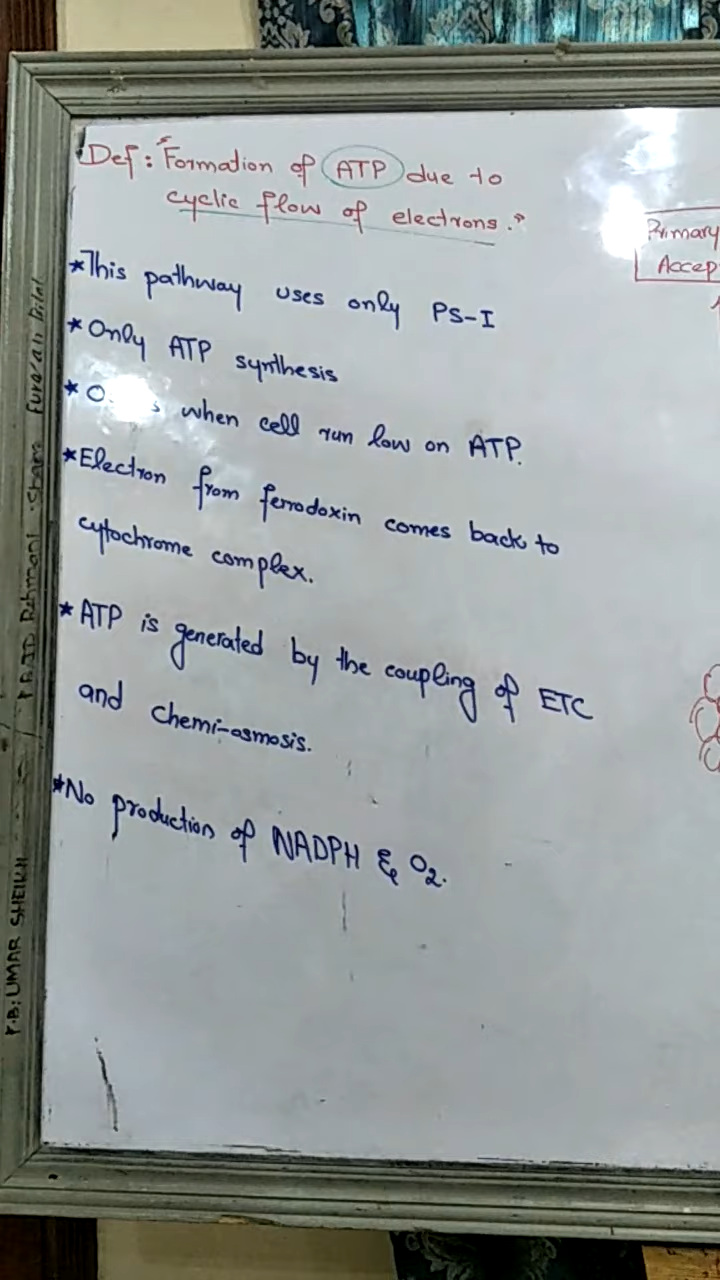 Def: "Formation of ATP due to
cyclic flow of electrons."
Primary
Accep
*This pathway uses only PS-I
*Only ATP synthesis
* when cell run low on ATP.
*Electron from ferrodoxin comes back to
cytochrome complex.
*ATP is generated by the coupling of ETC
and chemi-osmosis.
*No production of NADPH & O₂.
UMAR SHEIKH